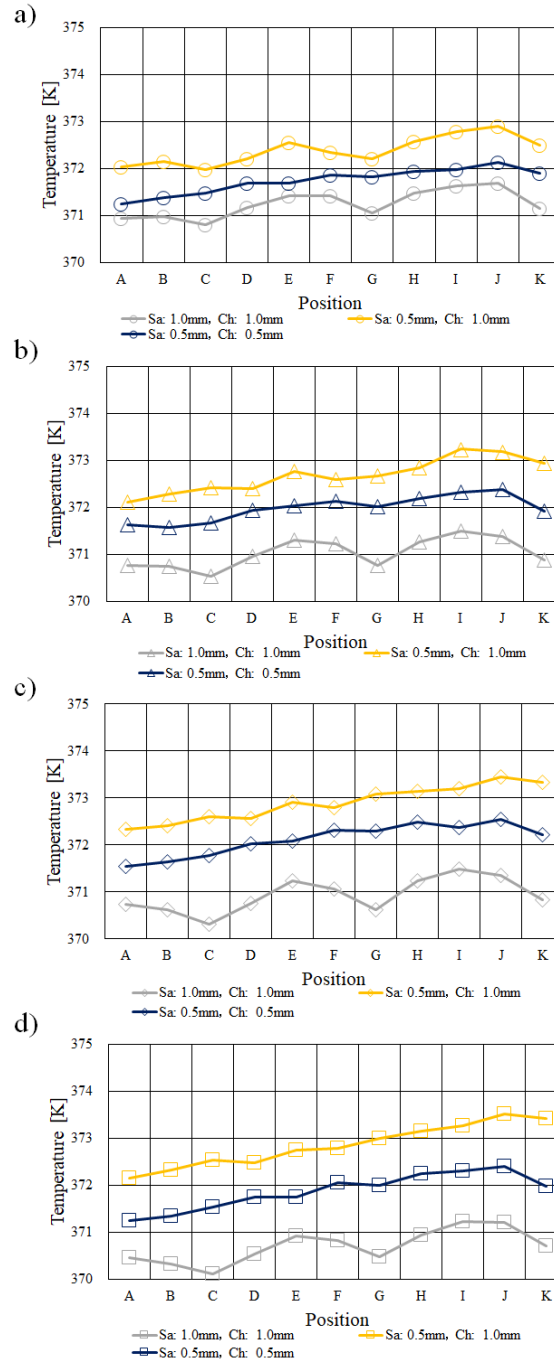 a)
375
374
373
372
371
370
Temperature [K]
A B C D E F G H I J K
Position
Sa: 1.0mm, Ch: 1.0mm Sa: 0.5mm, Ch: 1.0mm
Sa: 0.5mm, Ch: 0.5mm
b)
375
374
373
372
371
370
Temperature [K]
A B C D E F G H I J K
Position
Sa: 1.0mm, Ch: 1.0mm Sa: 0.5mm, Ch: 1.0mm
Sa: 0.5mm, Ch: 0.5mm
c)
375
374
373
372
371
370
Temperature [K]
A B C D E F G H I J K
Position
Sa: 1.0mm, Ch: 1.0mm Sa: 0.5mm, Ch: 1.0mm
Sa: 0.5mm, Ch: 0.5mm
d)
375
374
373
372
371
370
Temperature [K]
A B C D E F G H I J K
Position
Sa: 1.0mm, Ch: 1.0mm Sa: 0.5mm, Ch: 1.0mm
Sa: 0.5mm, Ch: 0.5mm